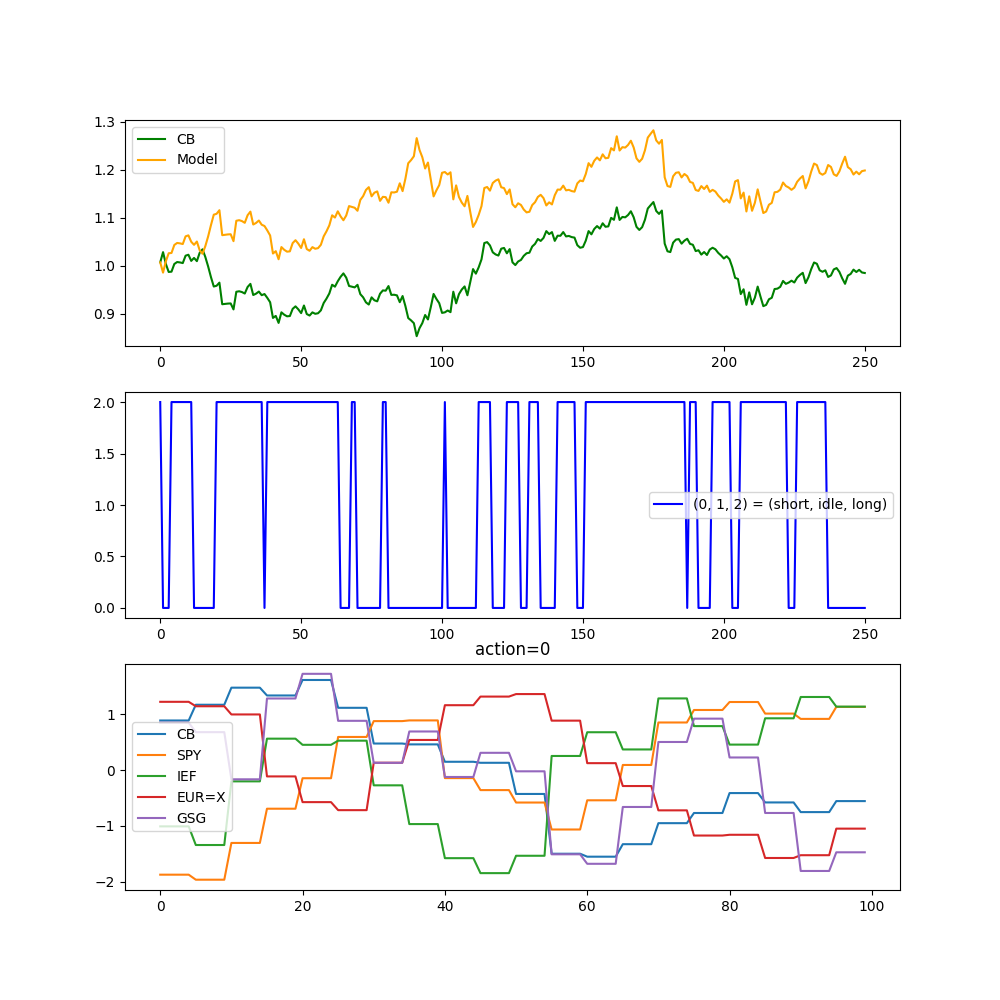 1.3
1.2
1.1
1.0
0.9
CB
Model
0 50 100 150 200 250
2.0
1.5
1.0
0.5
0.0
(0, 1, 2) = (short, idle, long)
0 50 100 150 200 250
action=0
1
0
−1
−2
CB
SPY
IEF
EUR=X
GSG
0 20 40 60 80 100